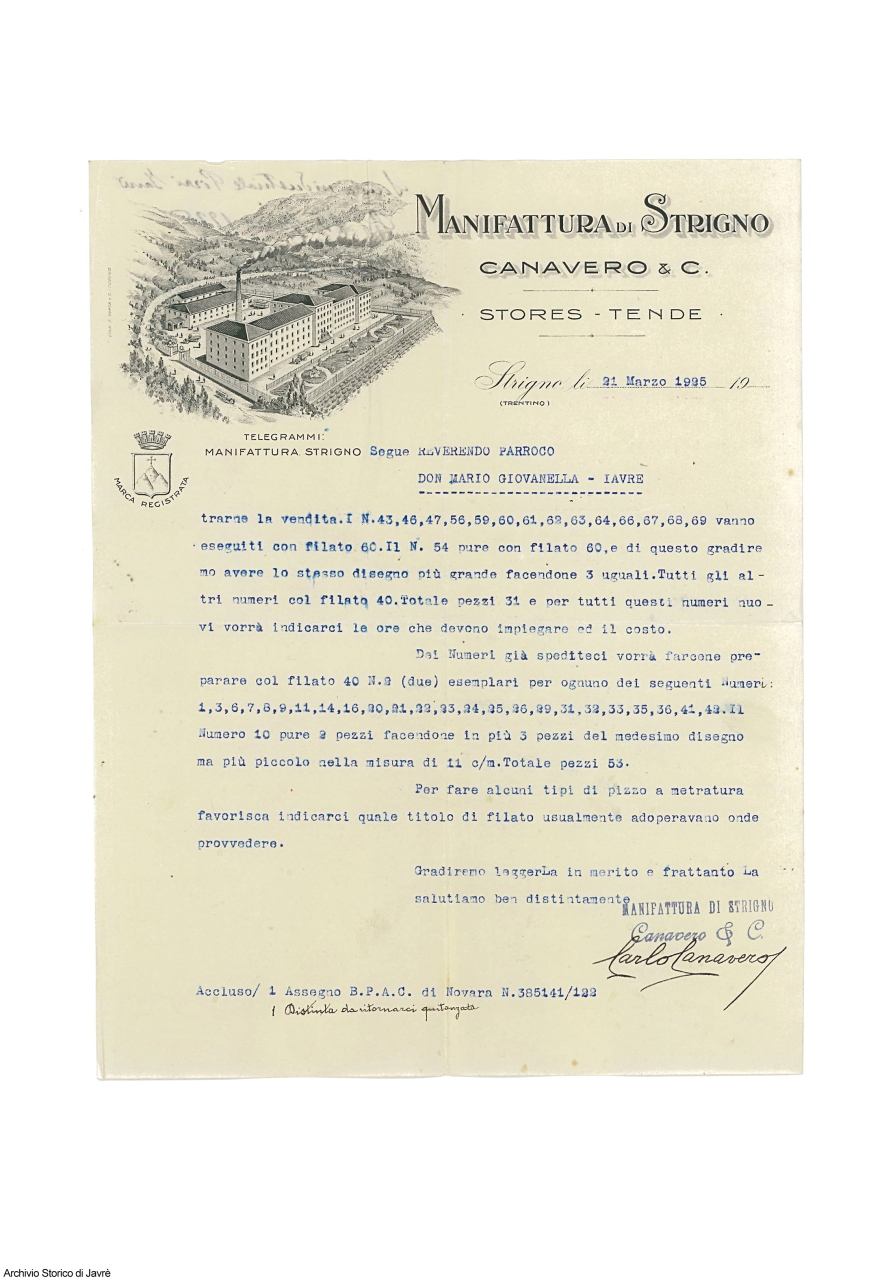 MANIFATTURA DI STRIGNO
CANAVERO & C.
· STORES - TENDE ·
Strigno li 21 Marzo 1925 19
(TRENTINO)
TELEGRAMMI:
MANIFATTURA STRIGNO
MARCA REGISTRATA
Segue REVERENDO PARROCO
DON MARIO GIOVANELLA - IAVRÈ
trarne la vendita.I N.43,46,47,56,59,60,61,62,63,64,66,67,68,69 vanno
eseguiti con filato 60.Il N. 54 pure con filato 60,e di questo gradire
mo avere lo stesso disegno più grande facendone 3 uguali.Tutti gli al-
tri numeri col filato 40.Totale pezzi 31 e per tutti questi numeri nuo-
vi vorrà indicarci le ore che devono impiegare ed il costo.
Dei Numeri già spediteci vorrà farcene pre-
parare col filato 40 N.2 (due) esemplari per ognuno dei seguenti Numeri:
1,3,6,7,8,9,11,14,16,20,21,22,23,24,25,26,29,31,32,33,35,36,41,42.Il
Numero 10 pure 2 pezzi facendone in più 3 pezzi del medesimo disegno
ma più piccolo nella misura di 11 c/m.Totale pezzi 53.
Per fare alcuni tipi di pizzo a metratura
favorisca indicarci quale titolo di filato usualmente adoperavano onde
provvedere.
Gradiremo leggerLa in merito e frattanto La
salutiamo ben distintamente
MANIFATTURA DI STRIGNO
Canavero & C.
Carlo Canavero
Accluso/ 1 Assegno B.P.A.C. di Novara N.385141/122
1 Distinta da ritornarci quitanzata
Archivio Storico di Javrè